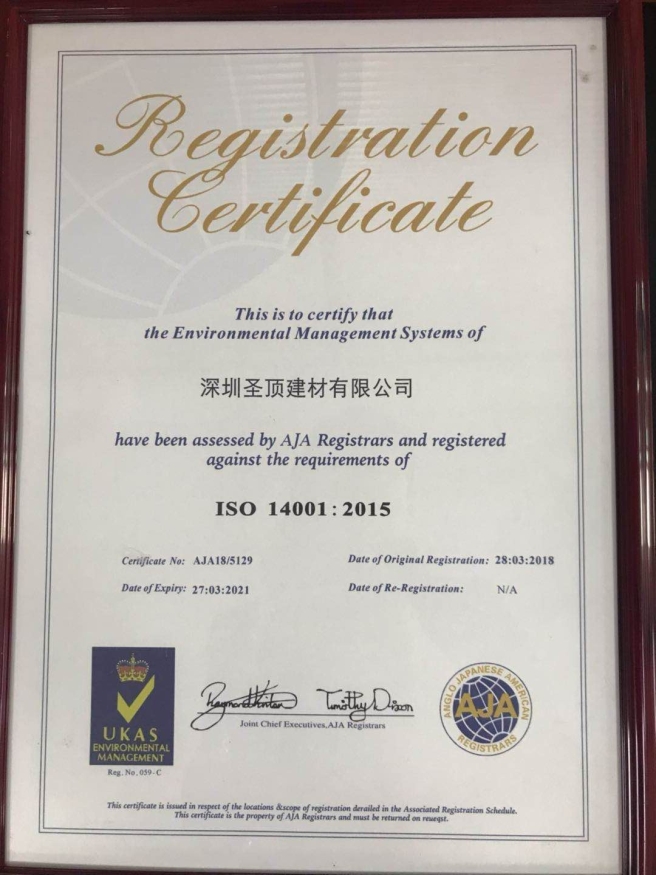 Registration
Certificate
This is to certify that
the Environmental Management Systems of
深圳圣顶建材有限公司
have been assessed by AJA Registrars and registered
against the requirements of
ISO 14001:2015
Certificate No: AJA18/5129
Date of Original Registration: 28:03:2018
Date of Expiry: 27:03:2021
Date of Re-Registration: N/A
UKAS
ENVIRONMENTAL
MANAGEMENT
Reg. No. 059-C
Timothy Dixon
Joint Chief Executives, AJA Registrars
ANGLO JAPANESE AMERICAN
AJA
REGISTRARS
This certificate is issued in respect of the locations &scope of registration derailed in the Associated Registration Schedule.
This certificate is the property of AJA Registrars and must be returned on reueqst.